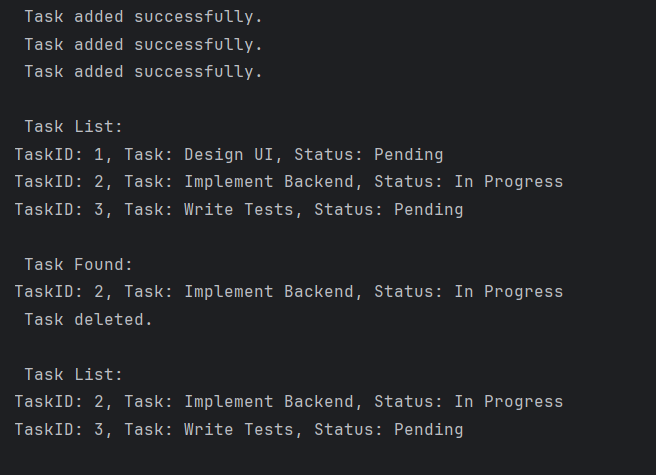 Task added successfully.
Task added successfully.
Task added successfully.
Task List:
TaskID: 1, Task: Design UI, Status: Pending
TaskID: 2, Task: Implement Backend, Status: In Progress
TaskID: 3, Task: Write Tests, Status: Pending
Task Found:
TaskID: 2, Task: Implement Backend, Status: In Progress
Task deleted.
Task List:
TaskID: 2, Task: Implement Backend, Status: In Progress
TaskID: 3, Task: Write Tests, Status: Pending